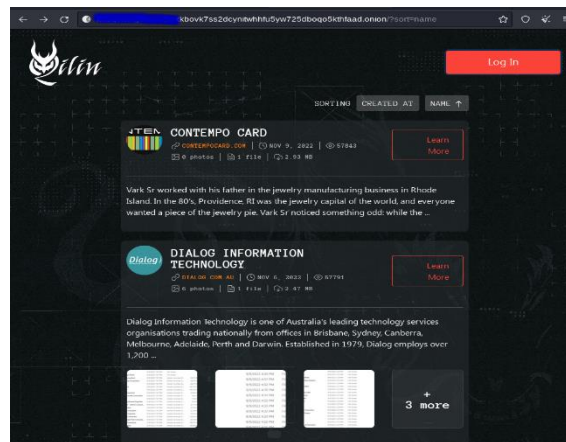 kbovk7ss2dcynitwhhfu5yw725dboqo5kthfaad.onion/?sort=name
Qilin
Log In
SORTING CREATED AT NAME ↑
CONTEMPO CARD
CONTEMPOCARD.COM | NOV 9, 2022 | 57843
0 photos | 1 file | 2.93 MB
Learn
More
Vark Sr worked with his father in the jewelry manufacturing business in Rhode
Island. In the 80's, Providence, RI was the jewelry capital of the world, and everyone
wanted a piece of the jewelry pie. Vark Sr noticed something odd: while the ...
Dialog
DIALOG INFORMATION
TECHNOLOGY
DIALOG.COM.AU | NOV 6, 2022 | 57791
photos | 1 file | 2.47 MB
Learn
More
Dialog Information Technology is one of Australia's leading technology services
organisations trading nationally from offices in Brisbane, Sydney, Canberra,
Melbourne, Adelaide, Perth and Darwin. Established in 1979, Dialog employs over
1,200 ...
+
3 more